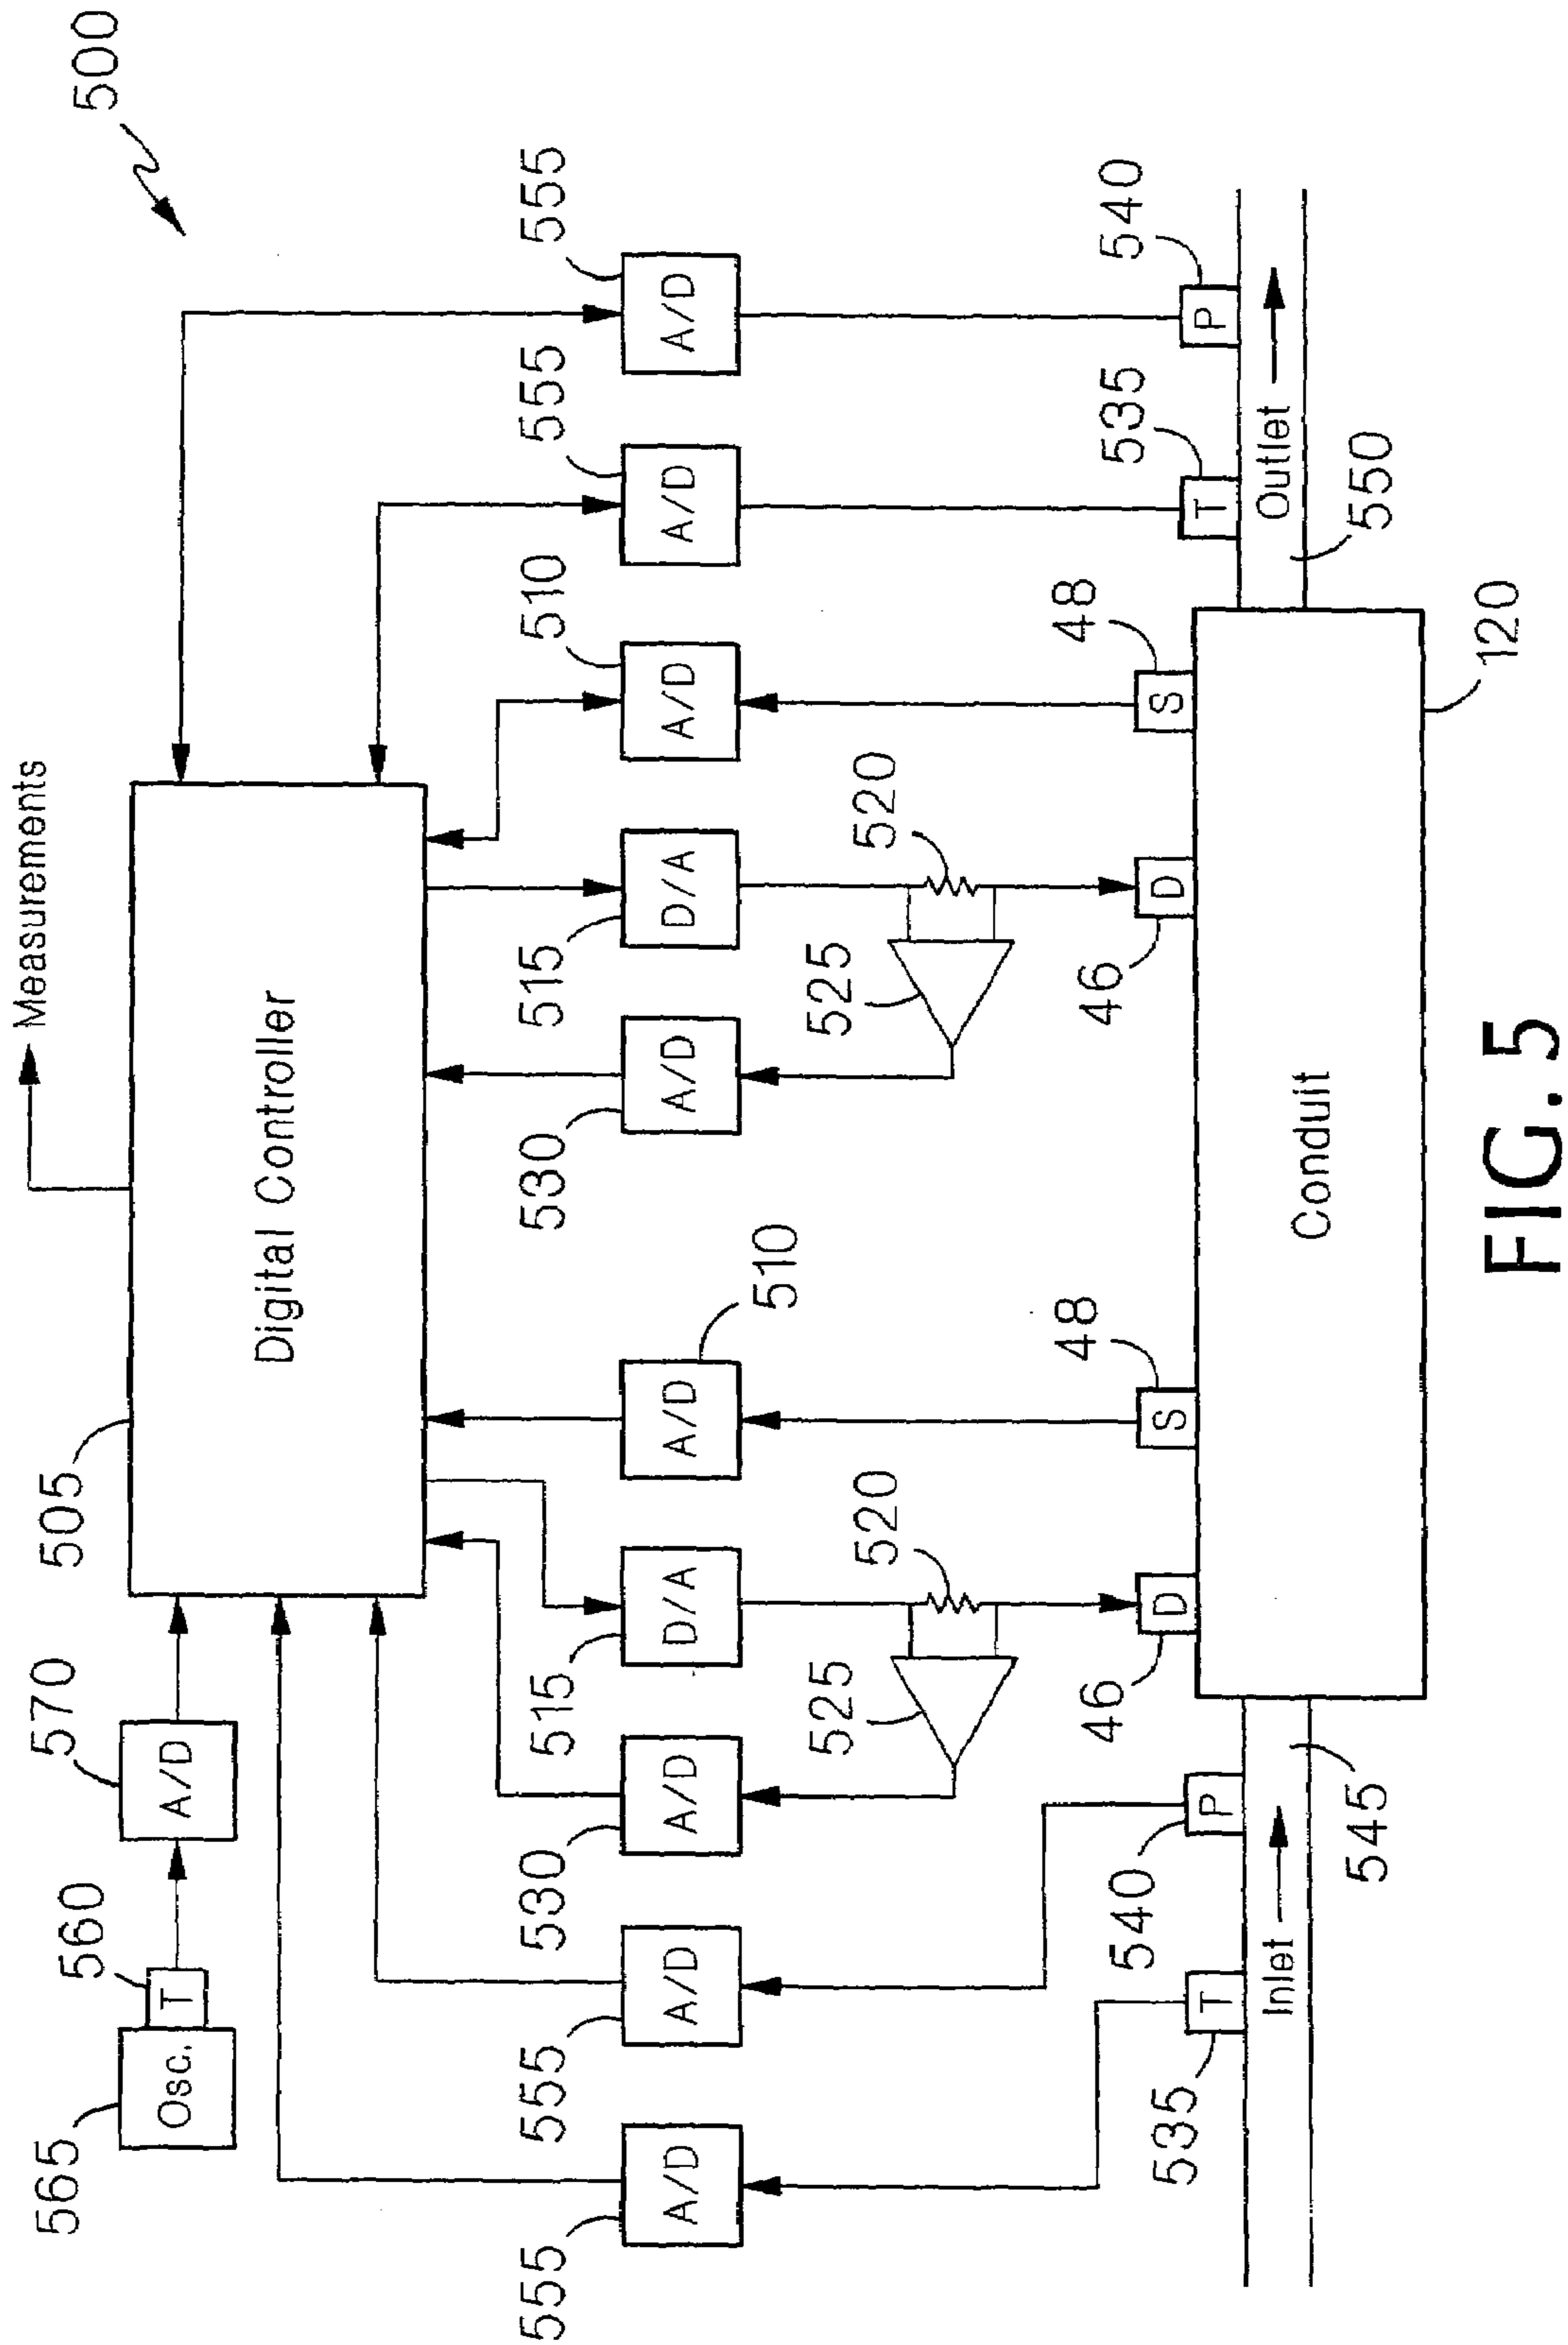 500
Measurements
565
Osc.
T
560
A/D
570
505
Digital Controller
555
A/D
555
A/D
530
A/D
515
D/A
A/D
510
530
A/D
515
D/A
510
A/D
555
A/D
555
A/D
525
520
525
520
535
T
540
P
46
D
48
S
46
D
48
S
535
T
540
P
Inlet
545
Conduit
120
Outlet
550
FIG. 5